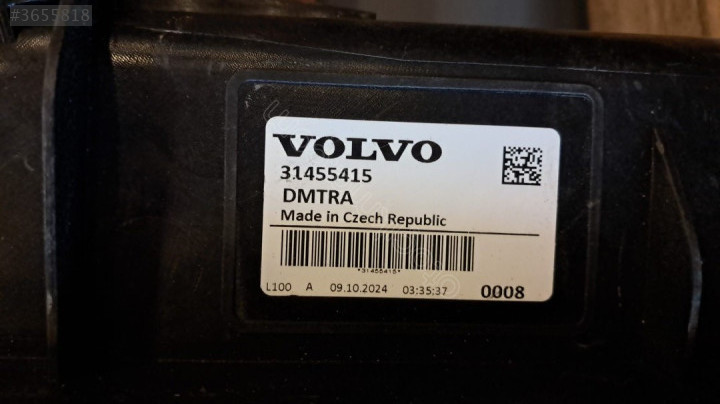 #3655818
VOLVO
31455415
DMTRA
Made in Czech Republic
*31455415*
L100 A 09.10.2024 03:35:37 0008